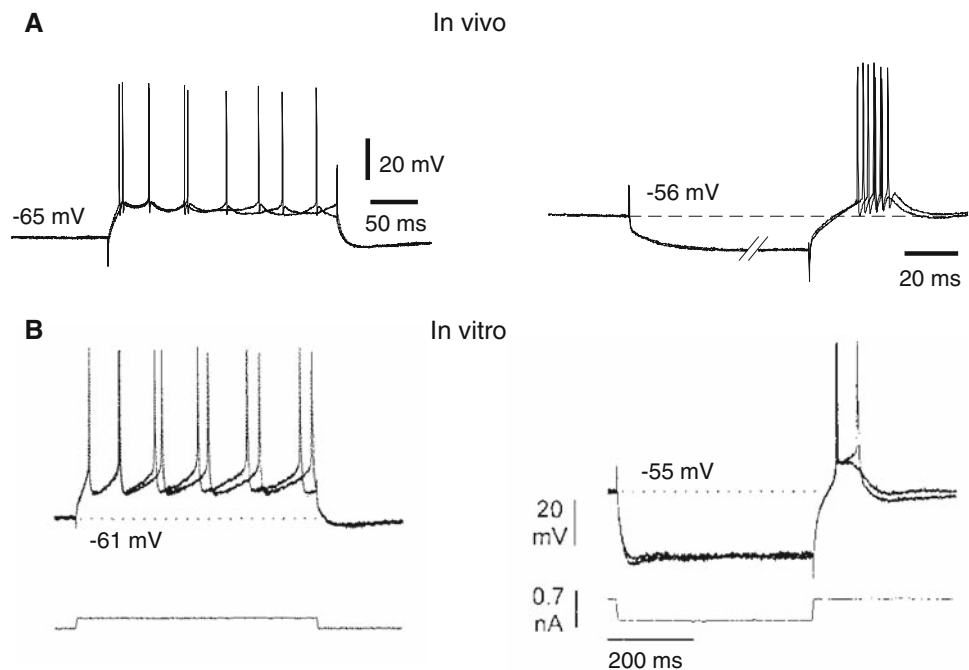 A
In vivo
-65 mV
20 mV
50 ms
-56 mV
20 ms
B
In vitro
-61 mV
-55 mV
20
mV
0.7
nA
200 ms